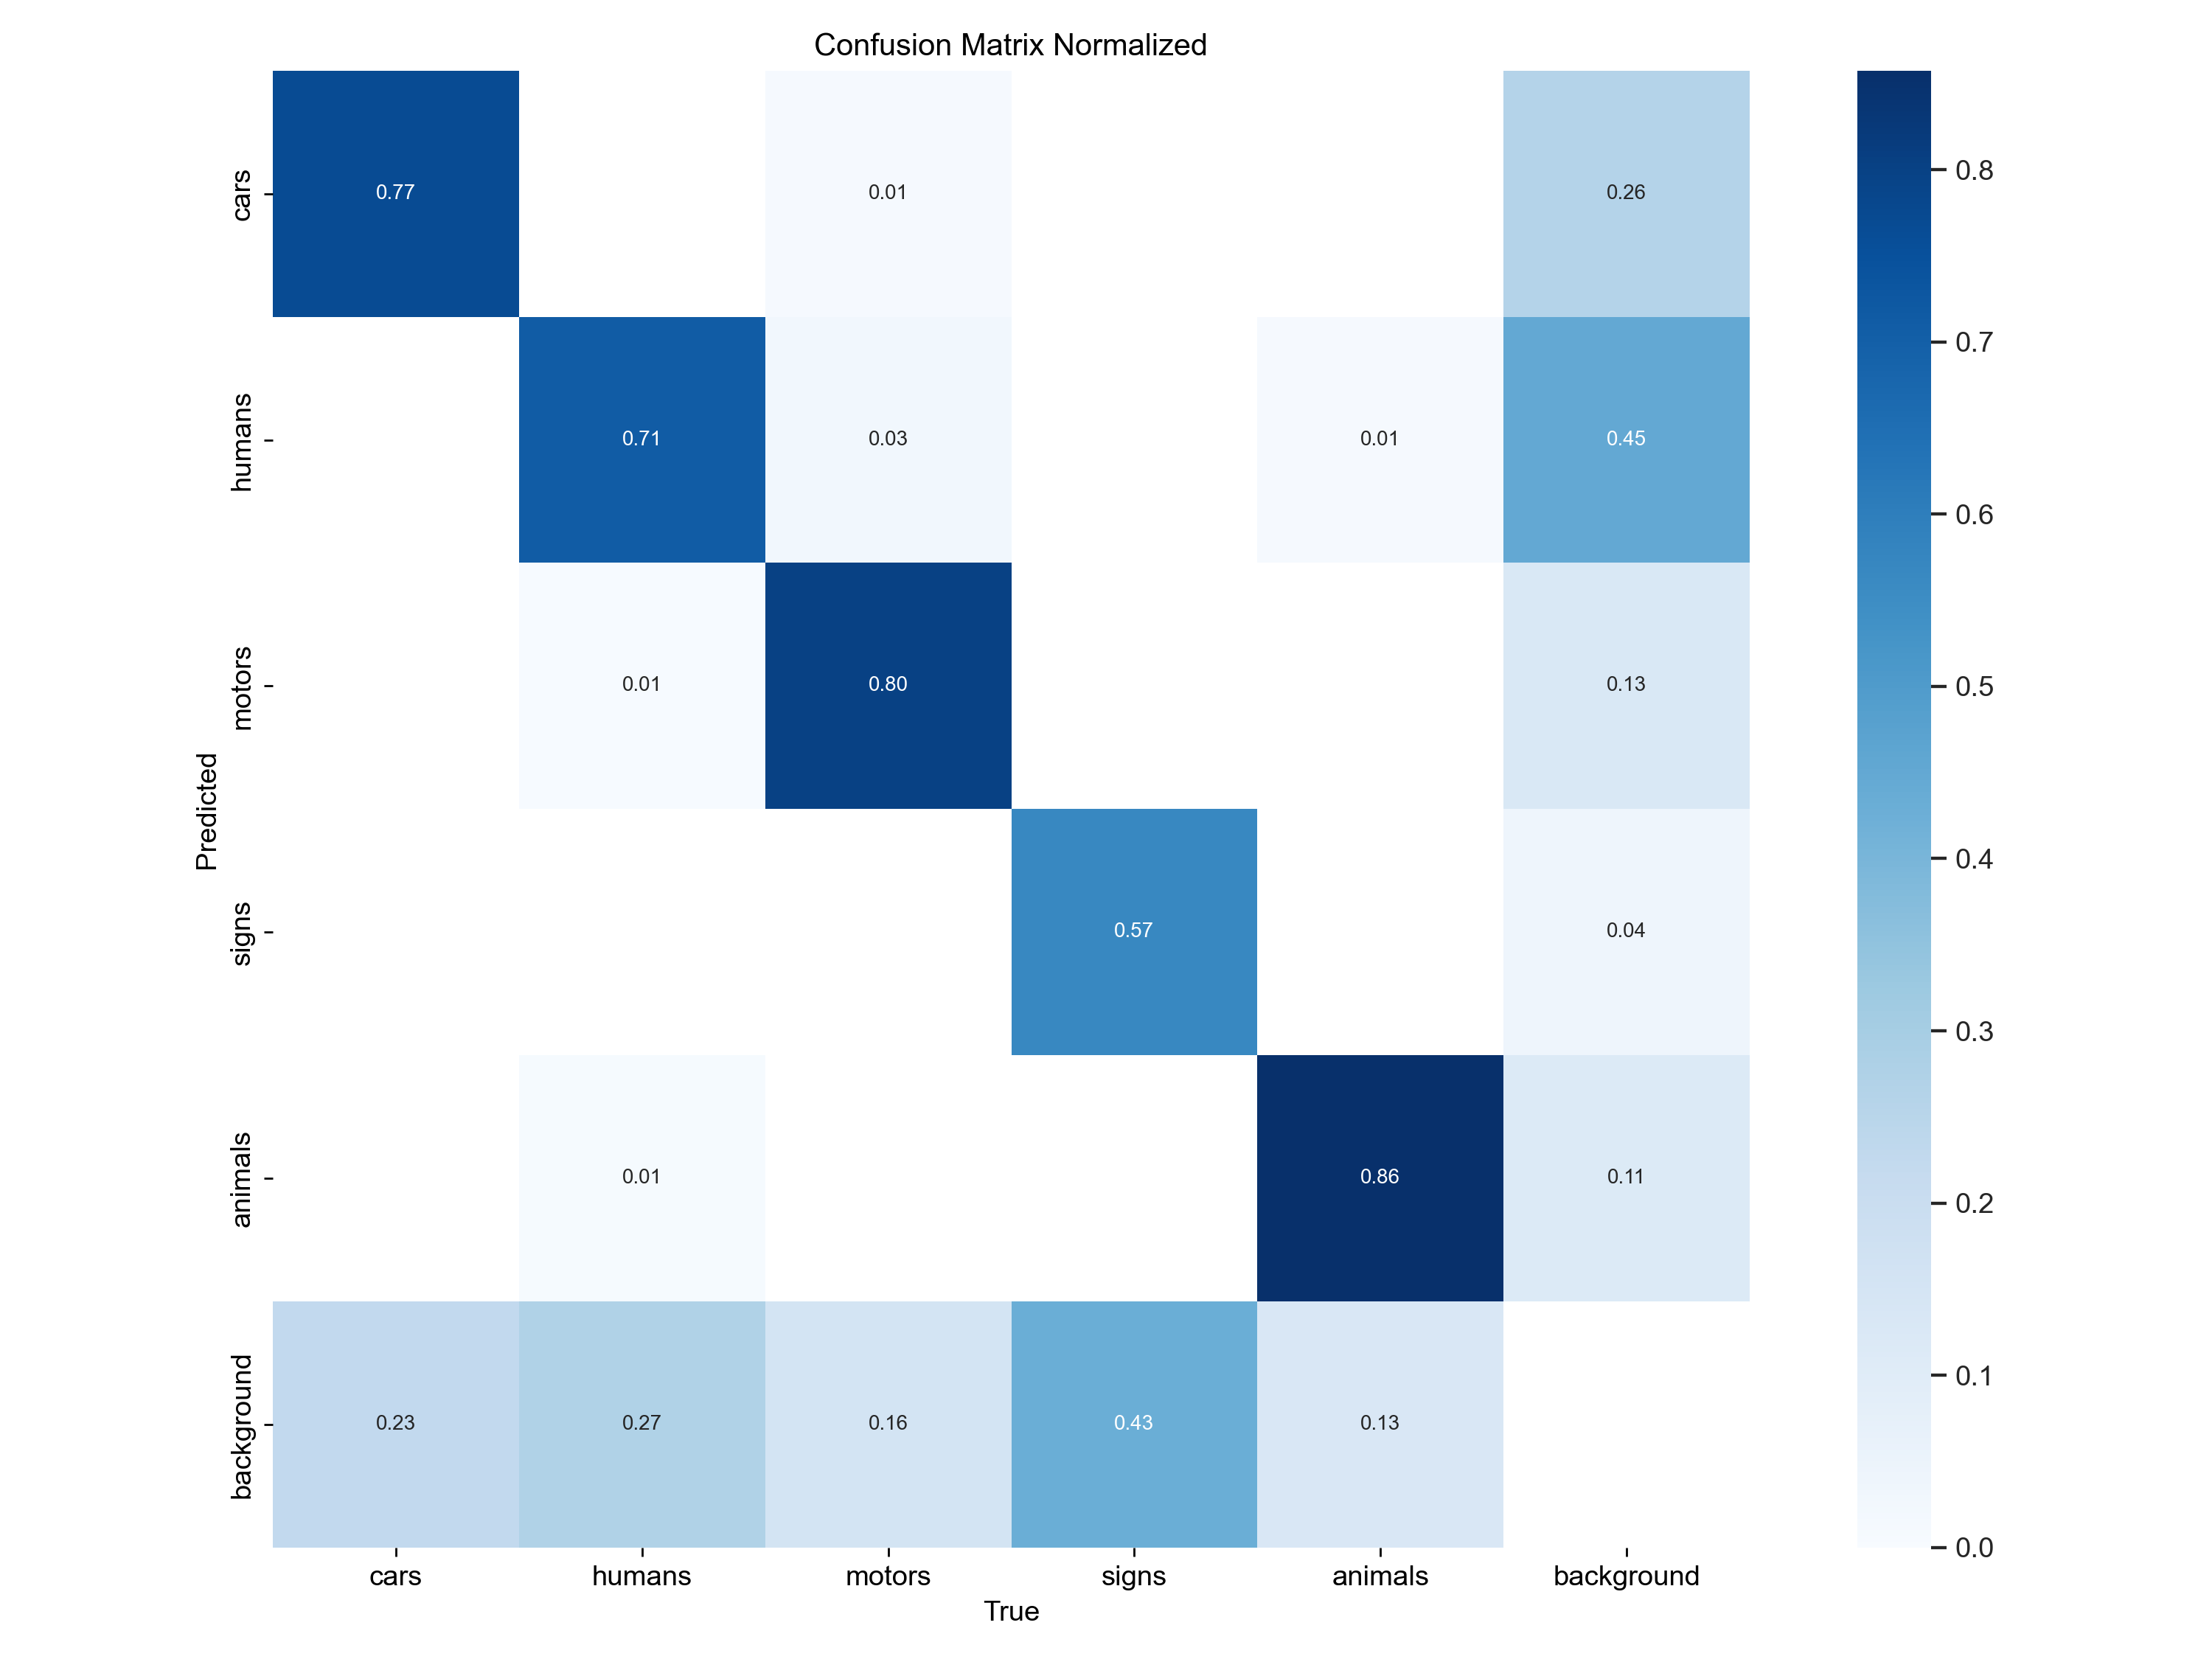 Confusion Matrix Normalized
cars 0.77 0.01 0.26
humans 0.71 0.03 0.01 0.45
motors 0.01 0.80 0.13
signs 0.57 0.04
animals 0.01 0.86 0.11
background 0.23 0.27 0.16 0.43 0.13
Predicted
cars humans motors signs animals background
True
0.8
0.7
0.6
0.5
0.4
0.3
0.2
0.1
0.0